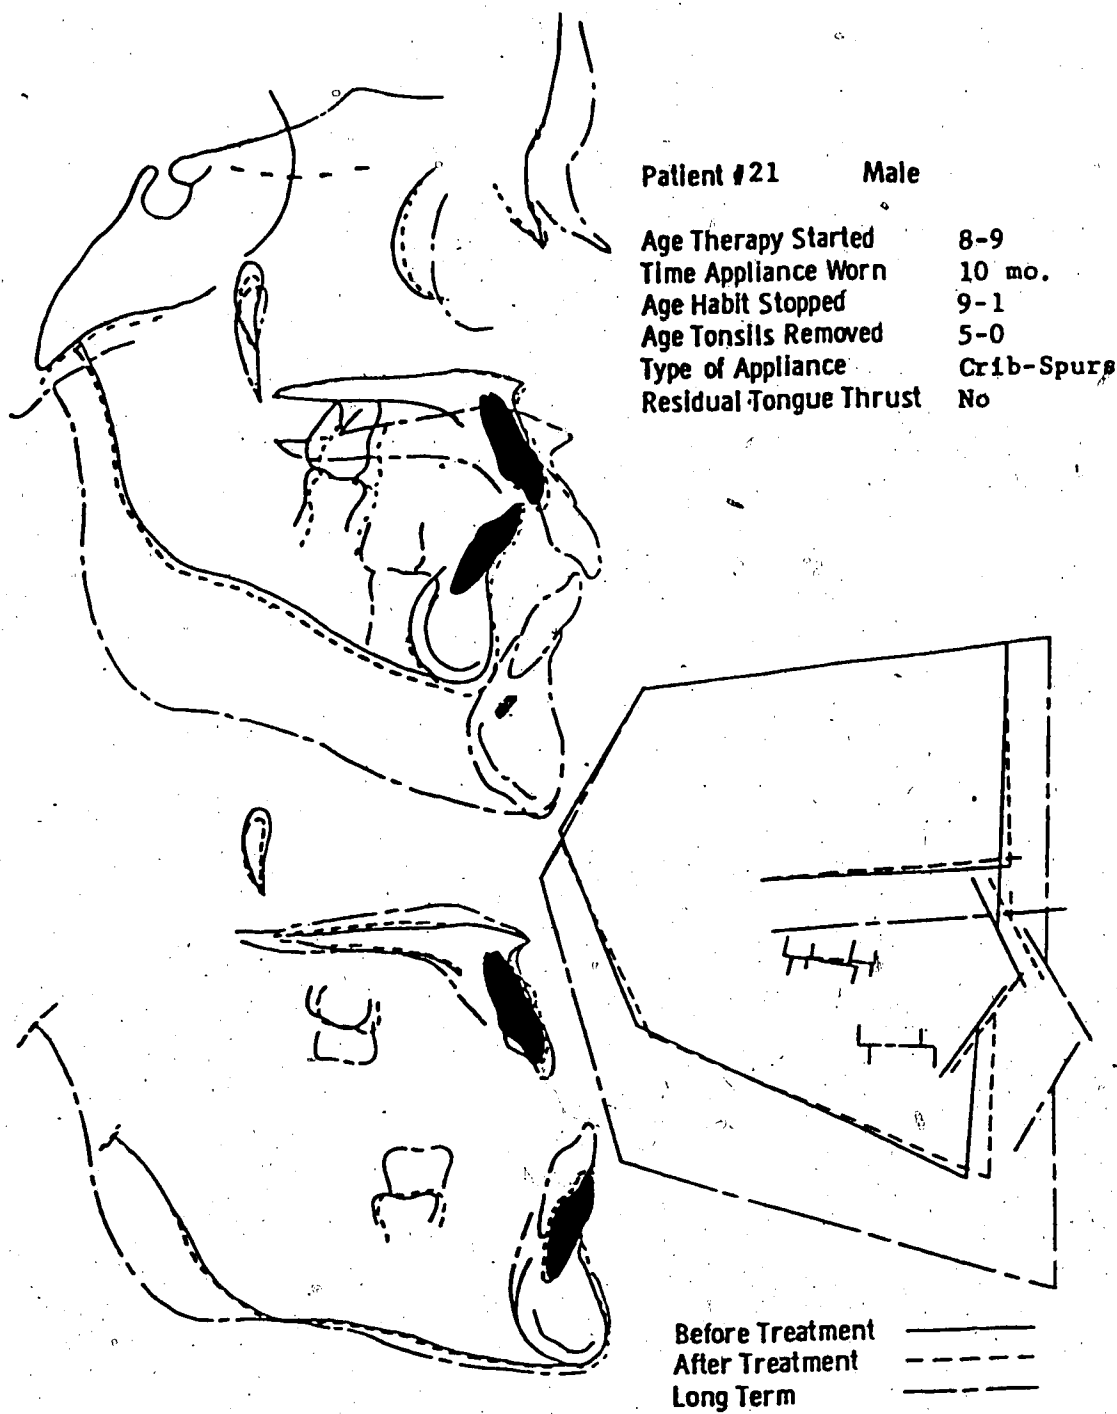 Patient #21 Male
Age Therapy Started 8-9
Time Appliance Worn 10 mo.
Age Habit Stopped 9-1
Age Tonsils Removed 5-0
Type of Appliance Crib-Spurs
Residual Tongue Thrust No
Before Treatment
After Treatment
Long Term